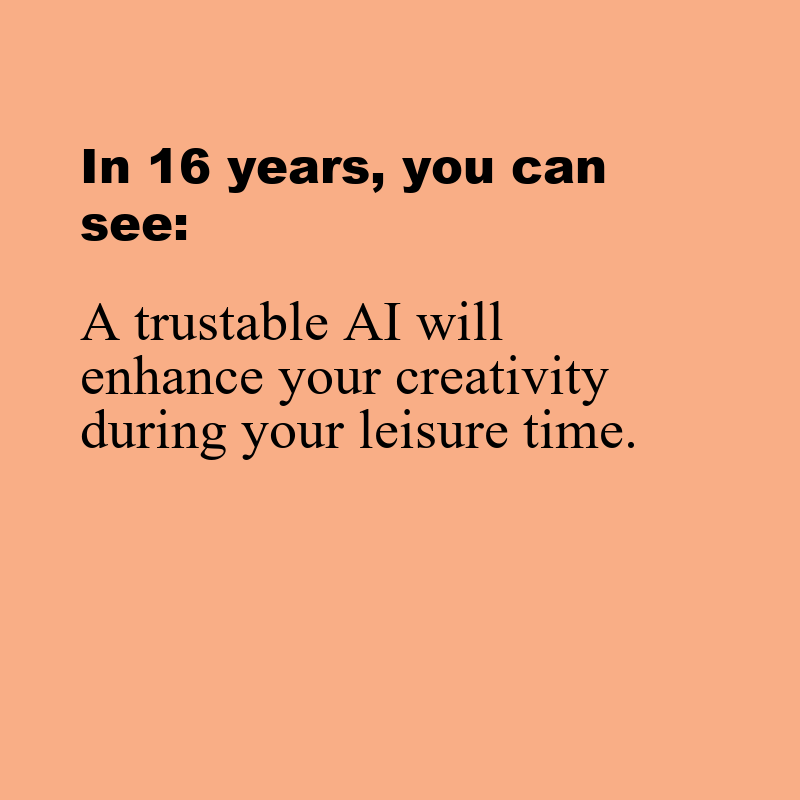 In 16 years, you can
see:
A trustable AI will
enhance your creativity
during your leisure time.